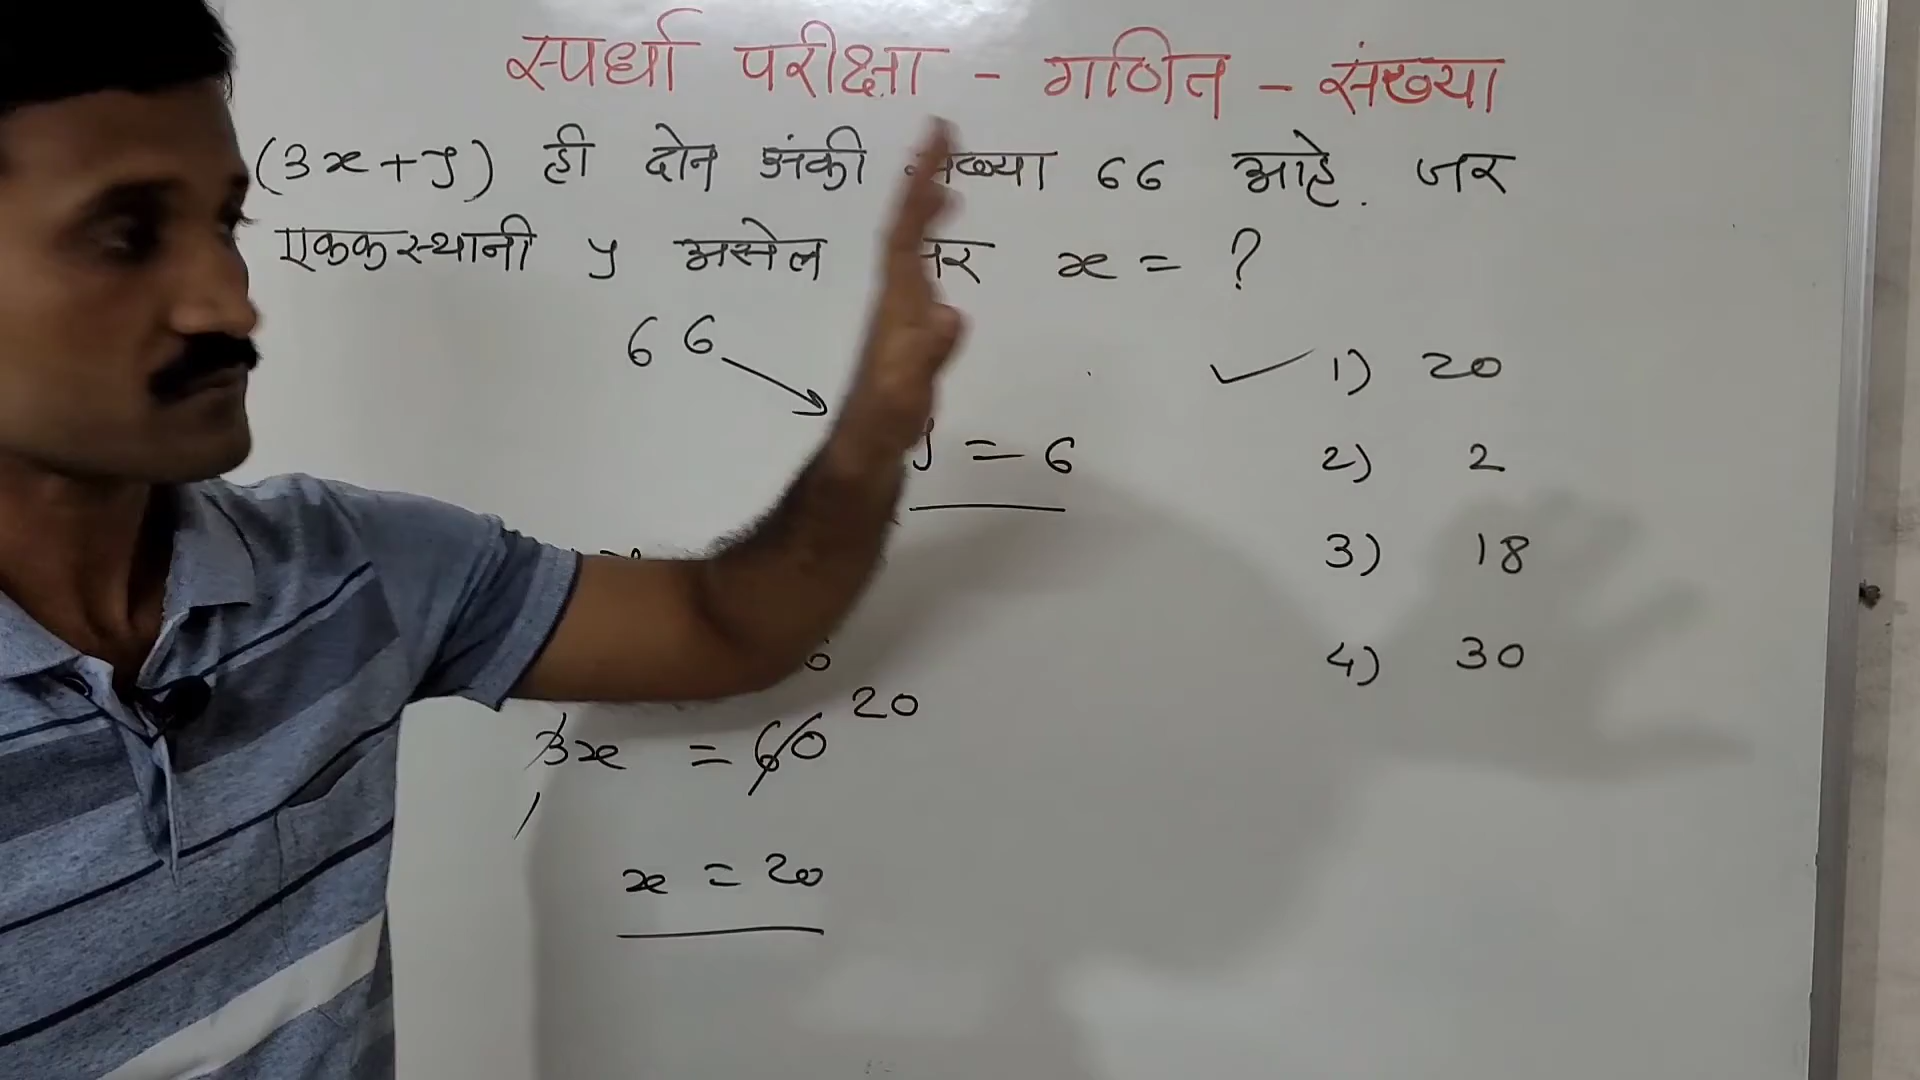 स्पर्धा परीक्षा - गणित - संख्या
(3x+y) ही दोन अंकी 66 आहे. जर
एककस्थानी y असेल x = ?
66
1) 20
y = 6
2) 2
3) 18
4) 30
6
20
3x = 60
x = 20